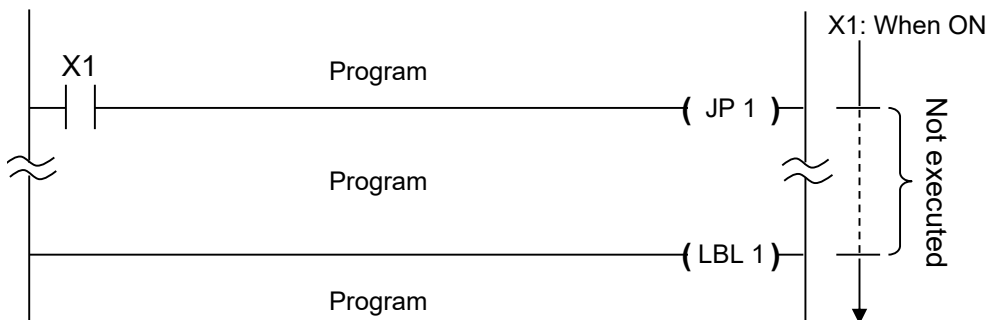 X1: When ON
X1
Program
( JP 1 )
Not executed
Program
( LBL 1 )
Program